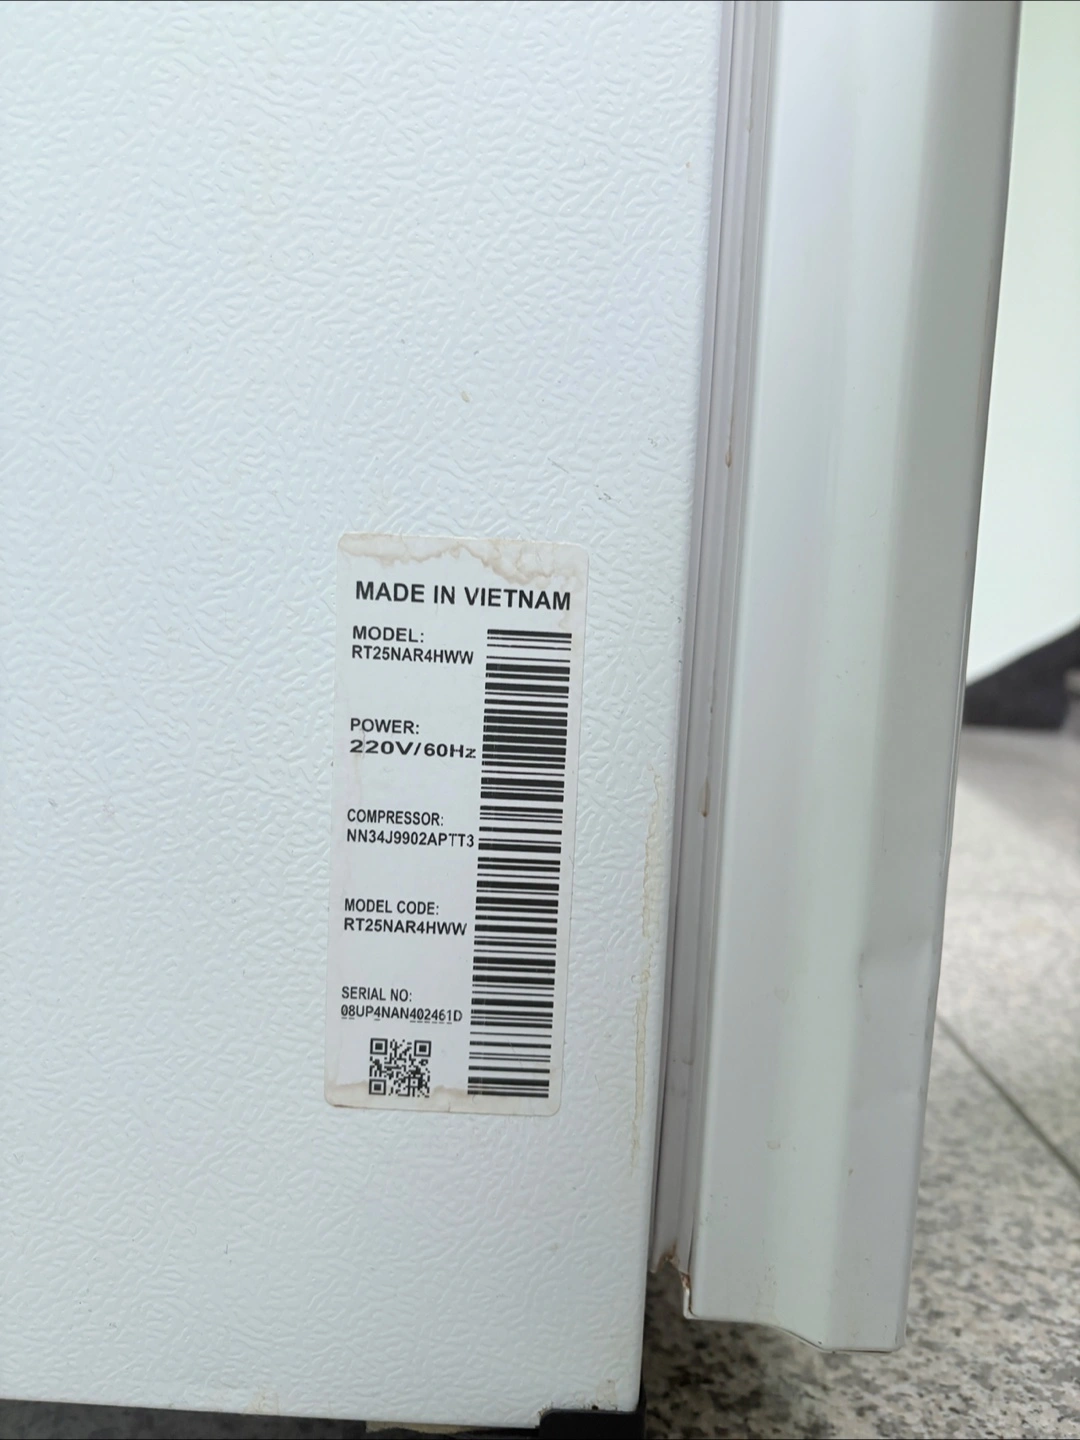 MADE IN VIETNAM
MODEL:
RT25NAR4HWW
POWER:
220V/60Hz
COMPRESSOR:
NN34J9902APTT3
MODEL CODE:
RT25NAR4HWW
SERIAL NO:
08UP4NAN402461D